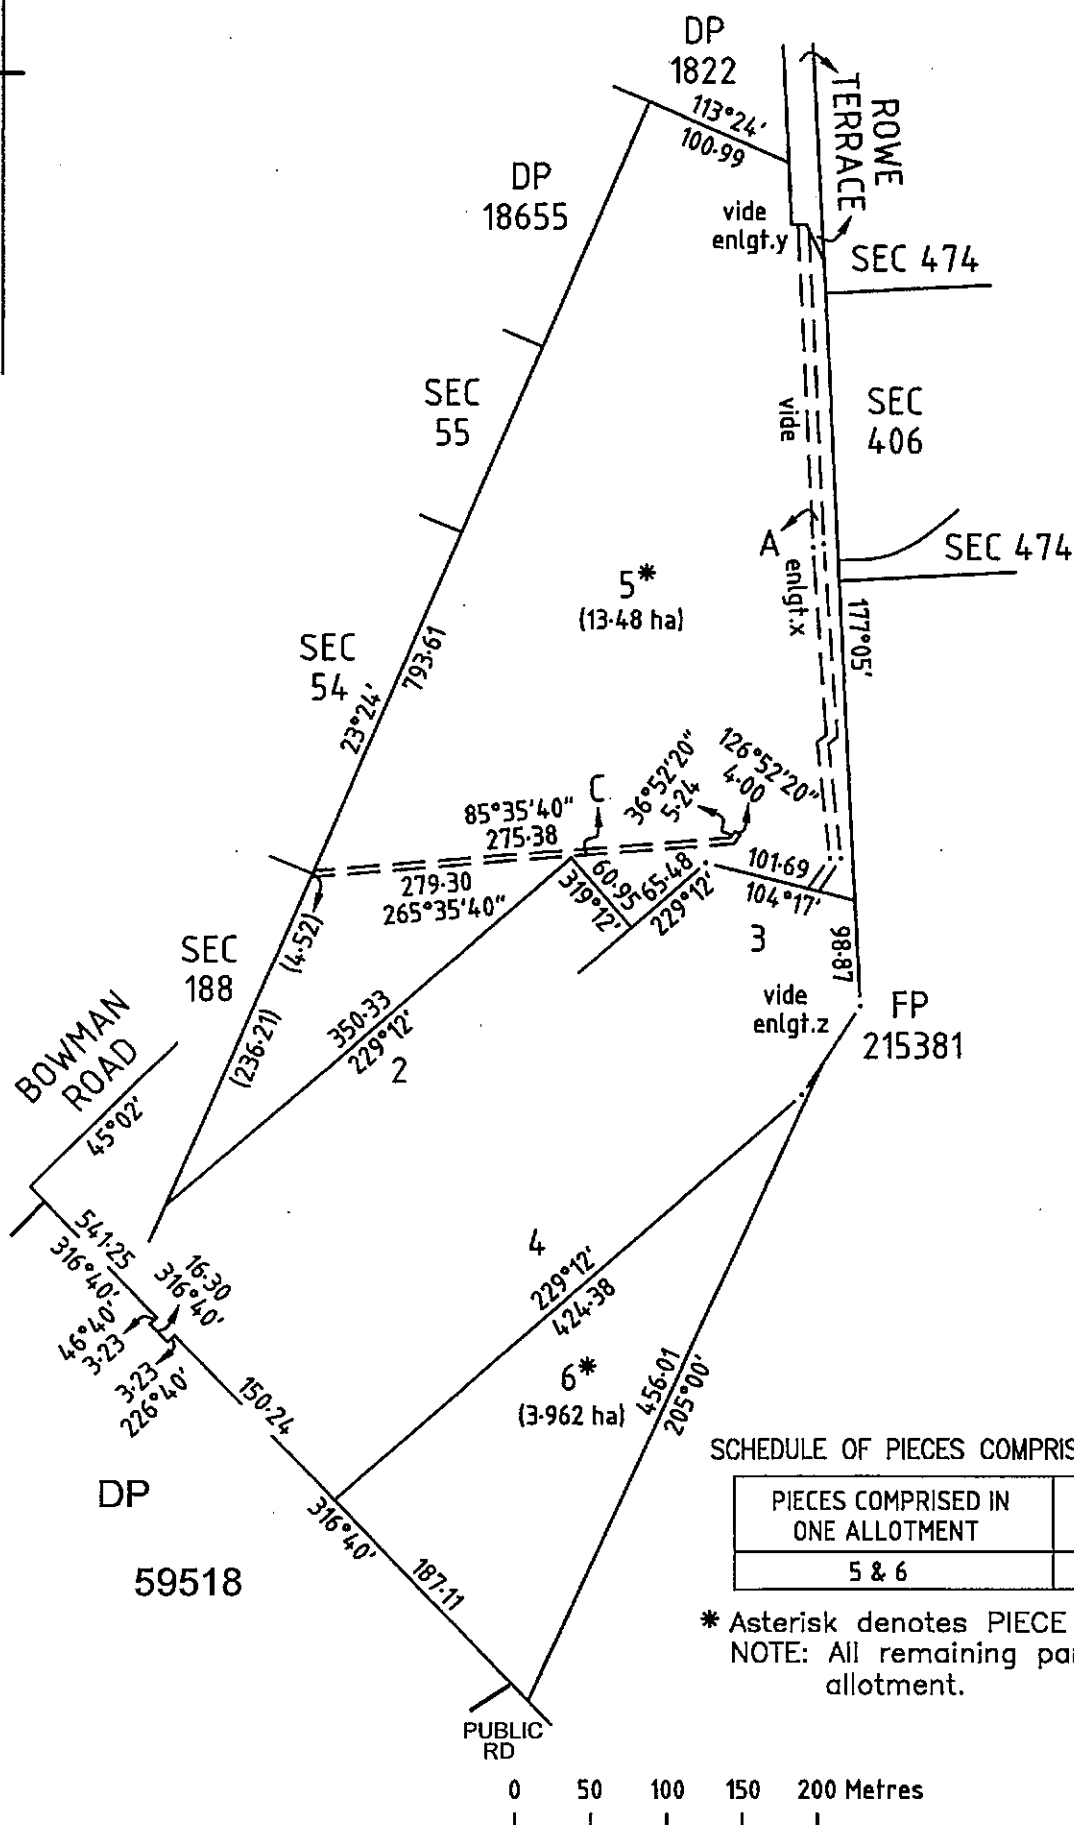 DP
1822
ROWE
TERRACE
113°24'
100·99
DP
18655
vide
enlgt.y
SEC 474
SEC
55
SEC
406
vide
A
enlgt.x
SEC 474
5*
(13·48 ha)
177°05'
SEC
54
23°24'
793·61
85°35'40"
275·38
C
36°52'20"
5·24
126°52'20"
4·00
279·30
265°35'40"
60·95
319°12'
65·48
229°12'
101·69
104°17'
3
98·87
(4·52)
SEC
188
(236·21)
vide
enlgt.z
FP
215381
350·33
229°12'
2
BOWMAN
ROAD
45°02'
541·25
316°40'
16·30
316°40'
46°40'
3·23
3·23
226°40'
150·24
4
229°12'
424·38
6*
(3·962 ha)
456·01
205°00'
DP
59518
316°40'
187·11
SCHEDULE OF PIECES COMPRIS
PIECES COMPRISED IN
ONE ALLOTMENT
5 & 6
* Asterisk denotes PIECE
NOTE: All remaining par
allotment.
PUBLIC
RD
0 50 100 150 200 Metres